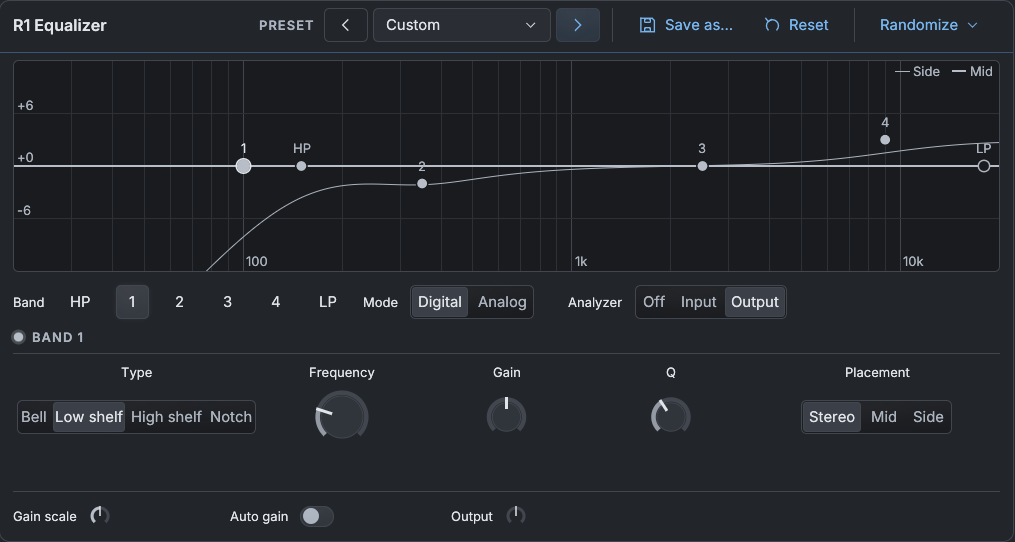 R1 Equalizer PRESET Custom Save as... Reset Randomize
Side Mid
+6
4
1 HP 3 LP
+0
2
-6
100 1k 10k
Band HP 1 2 3 4 LP Mode Digital Analog Analyzer Off Input Output
BAND 1
Type Frequency Gain Q Placement
Bell Low shelf High shelf Notch Stereo Mid Side
Gain scale Auto gain Output